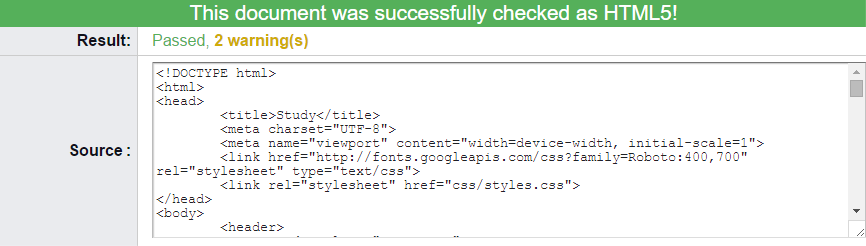 This document was successfully checked as HTML5!
Result: Passed, 2 warning(s)
Source :
<!DOCTYPE html>
<html>
<head>
<title>Study</title>
<meta charset="UTF-8">
<meta name="viewport" content="width=device-width, initial-scale=1">
<link href="http://fonts.googleapis.com/css?family=Roboto:400,700"
rel="stylesheet" type="text/css">
<link rel="stylesheet" href="css/styles.css">
</head>
<body>
<header>